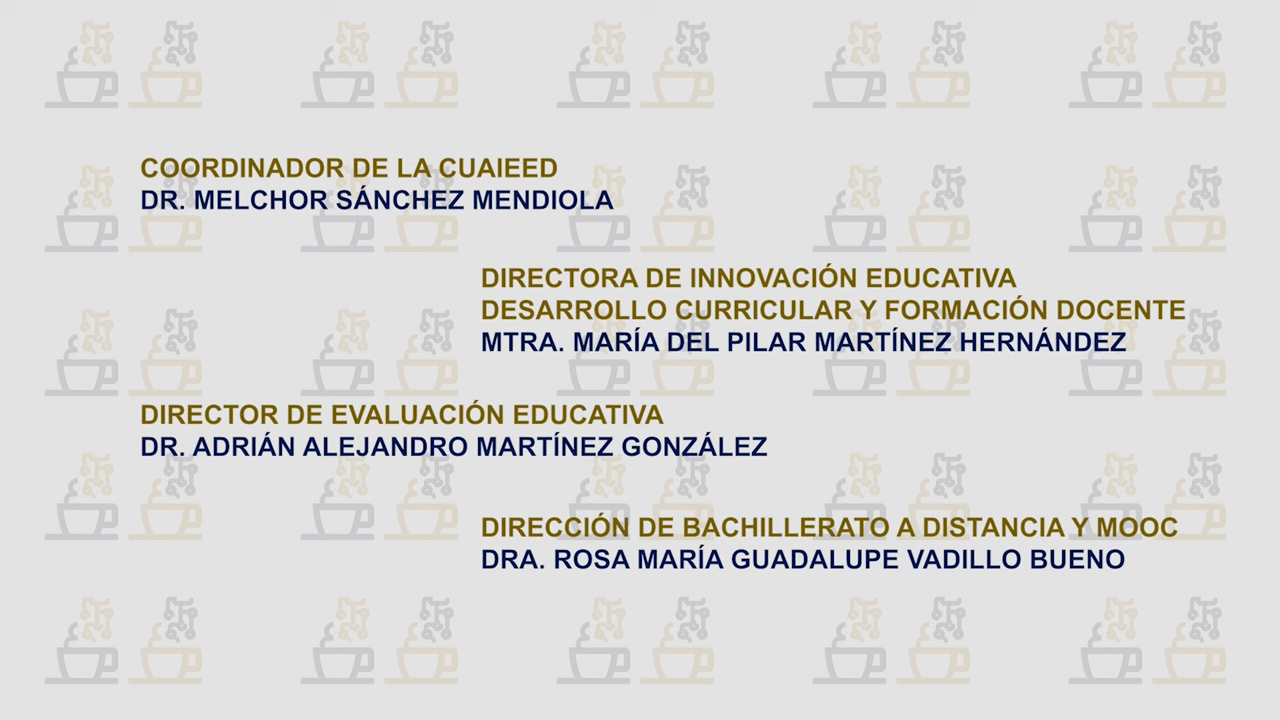 COORDINADOR DE LA CUAIEED
DR. MELCHOR SÁNCHEZ MENDIOLA
DIRECTORA DE INNOVACIÓN EDUCATIVA
DESARROLLO CURRICULAR Y FORMACIÓN DOCENTE
MTRA. MARÍA DEL PILAR MARTÍNEZ HERNÁNDEZ
DIRECTOR DE EVALUACIÓN EDUCATIVA
DR. ADRIÁN ALEJANDRO MARTÍNEZ GONZÁLEZ
DIRECCIÓN DE BACHILLERATO A DISTANCIA Y MOOC
DRA. ROSA MARÍA GUADALUPE VADILLO BUENO